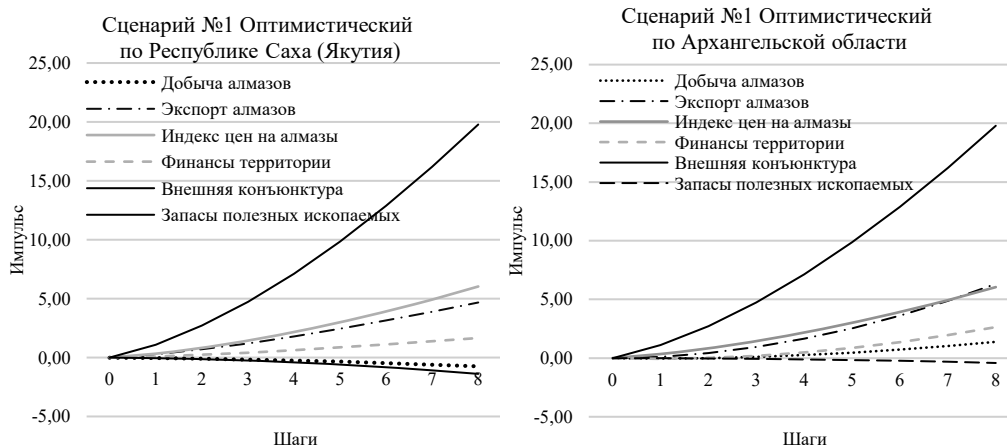 Сценарий №1 Оптимистический
по Республике Саха (Якутия)
25,00
20,00
15,00
10,00
5,00
0,00
-5,00
Импульс
Добыча алмазов
Экспорт алмазов
Индекс цен на алмазы
Финансы территории
Внешняя конъюнктура
Запасы полезных ископаемых
0 1 2 3 4 5 6 7 8
Шаги
Сценарий №1 Оптимистический
по Архангельской области
25,00
20,00
15,00
10,00
5,00
0,00
-5,00
Импульс
Добыча алмазов
Экспорт алмазов
Индекс цен на алмазы
Финансы территории
Внешняя конъюнктура
Запасы полезных ископаемых
0 1 2 3 4 5 6 7 8
Шаги